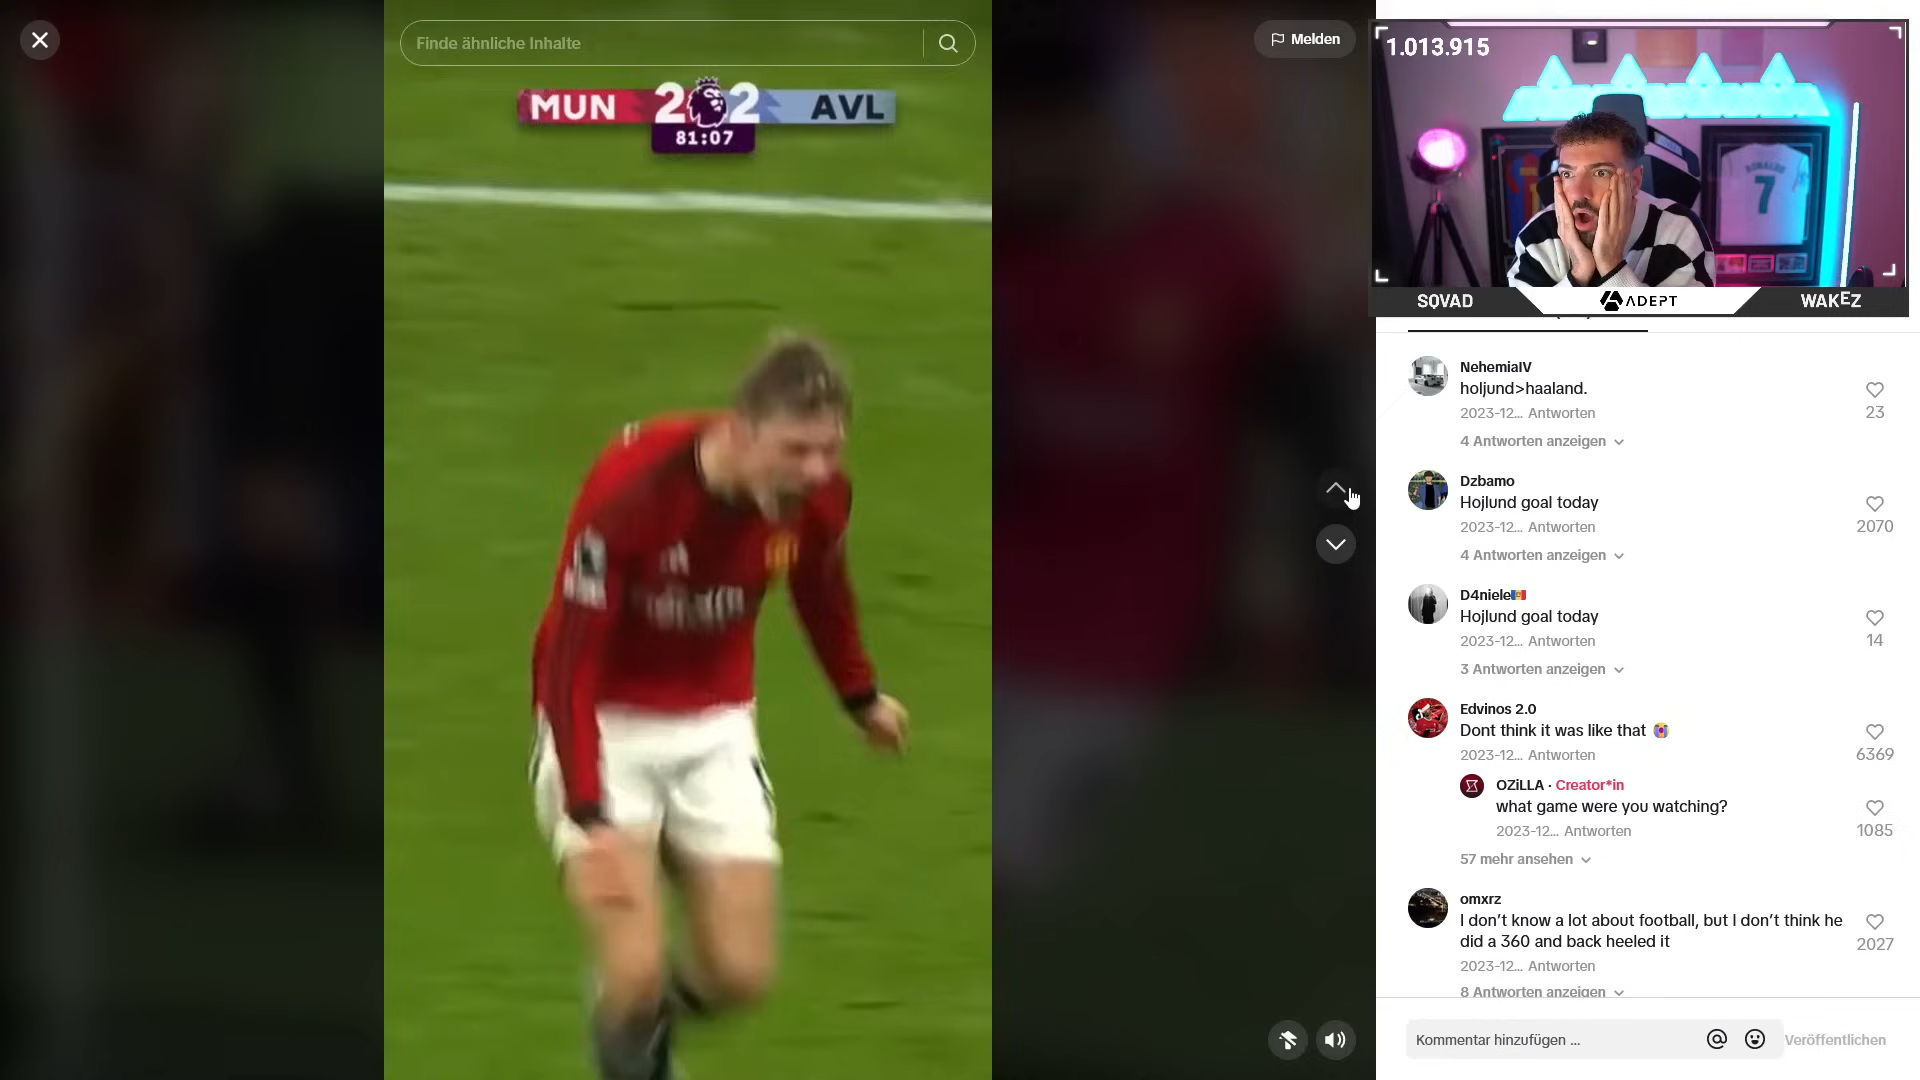 Finde ähnliche Inhalte
Melden
MUN 2 2 AVL
81:07
1.013.915
RONALDO
7
SQVAD
ADEPT
WAKEZ
NehemiaIV
holjund>haaland.
2023-12... Antworten
23
4 Antworten anzeigen
Dzbamo
Hojlund goal today
2023-12... Antworten
2070
4 Antworten anzeigen
D4niele🇲🇩
Hojlund goal today
2023-12... Antworten
14
3 Antworten anzeigen
Edvinos 2.0
Dont think it was like that
2023-12... Antworten
6369
OZiLLA · Creator*in
what game were you watching?
2023-12... Antworten
1085
57 mehr ansehen
omxrz
I don't know a lot about football, but I don't think he
did a 360 and back heeled it
2023-12... Antworten
2027
8 Antworten anzeigen
Kommentar hinzufügen ...
Veröffentlichen